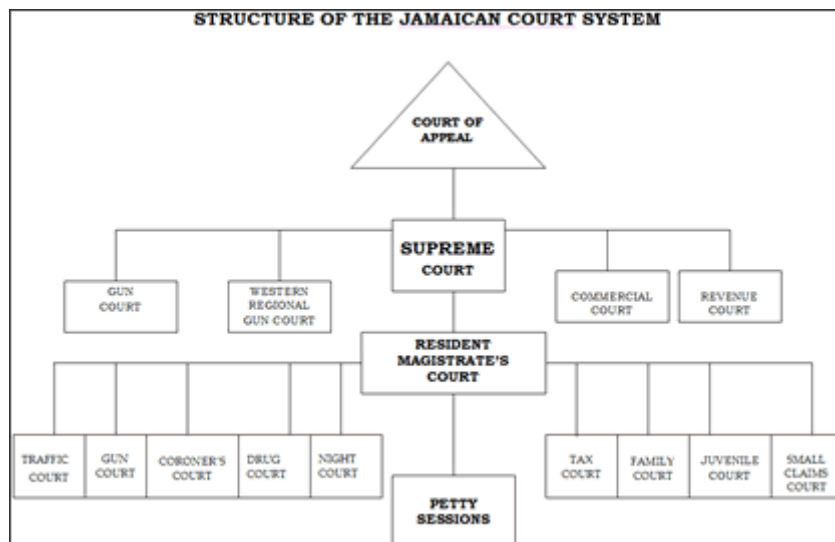 STRUCTURE OF THE JAMAICAN COURT SYSTEM
COURT OF
APPEAL
SUPREME
COURT
GUN
COURT
WESTERN
REGIONAL
GUN COURT
COMMERCIAL
COURT
REVENUE
COURT
RESIDENT
MAGISTRATE'S
COURT
TRAFFIC
COURT
GUN
COURT
CORONER'S
COURT
DRUG
COURT
NIGHT
COURT
TAX
COURT
FAMILY
COURT
JUVENILE
COURT
SMALL
CLAIMS
COURT
PETTY
SESSIONS